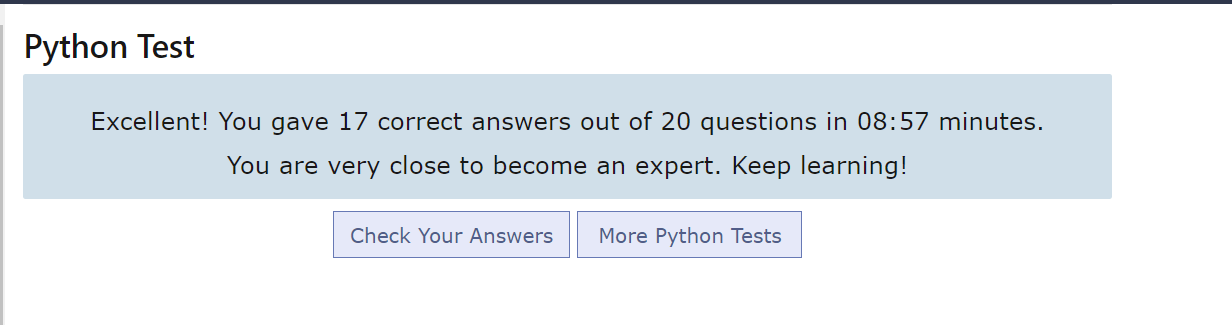 Python Test
Excellent! You gave 17 correct answers out of 20 questions in 08:57 minutes.
You are very close to become an expert. Keep learning!
Check Your Answers
More Python Tests